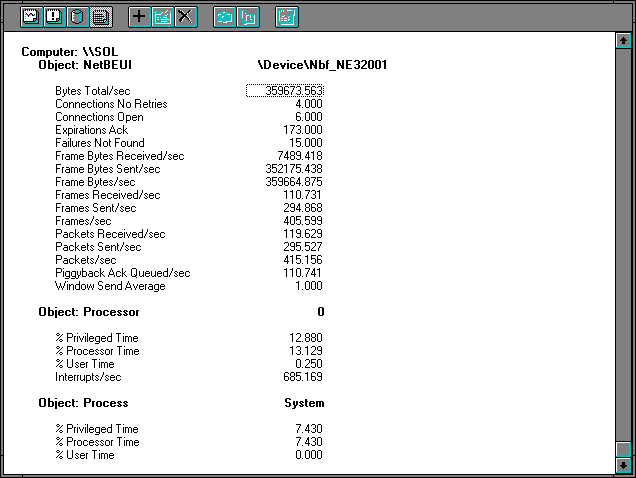 Computer: \\SOL
Object: NetBEUI \Device\Nbf_NE32001
Bytes Total/sec 359673.563
Connections No Retries 4.000
Connections Open 6.000
Expirations Ack 173.000
Failures Not Found 15.000
Frame Bytes Received/sec 7489.418
Frame Bytes Sent/sec 352175.438
Frame Bytes/sec 359664.875
Frames Received/sec 110.731
Frames Sent/sec 294.868
Frames/sec 405.599
Packets Received/sec 119.629
Packets Sent/sec 295.527
Packets/sec 415.156
Piggyback Ack Queued/sec 110.741
Window Send Average 1.000
Object: Processor 0
% Privileged Time 12.880
% Processor Time 13.129
% User Time 0.250
Interrupts/sec 685.169
Object: Process System
% Privileged Time 7.430
% Processor Time 7.430
% User Time 0.000